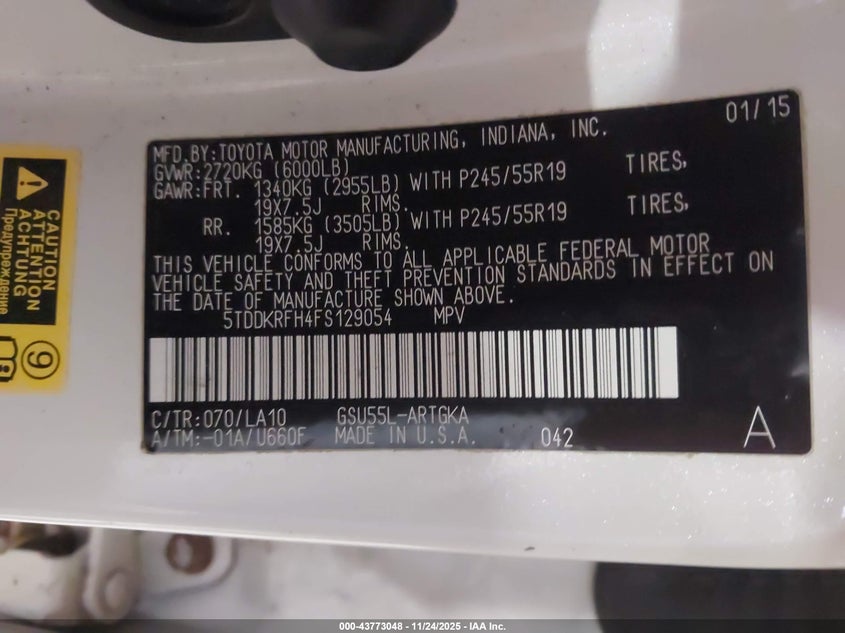 01/15
MFD.BY:TOYOTA MOTOR MANUFACTURING, INDIANA, INC.
GVWR:2720KG (6000LB)
GAWR:FRT. 1340KG (2955LB) WITH P245/55R19 TIRES,
19X7.5J RIMS.
RR. 1585KG (3505LB) WITH P245/55R19 TIRES,
19X7.5J RIMS.
THIS VEHICLE CONFORMS TO ALL APPLICABLE FEDERAL MOTOR
VEHICLE SAFETY AND THEFT PREVENTION STANDARDS IN EFFECT ON
THE DATE OF MANUFACTURE SHOWN ABOVE.
5TDDKRFH4FS129054 MPV
C/TR:070/LA10 GSU55L-ARTGKA
A/TM:-01A/U660F MADE IN U.S.A. 042 A
CAUTION
ATTENTION
ACHTUNG
Предупреждение
9
000-43773048 - 11/24/2025 - IAA Inc.